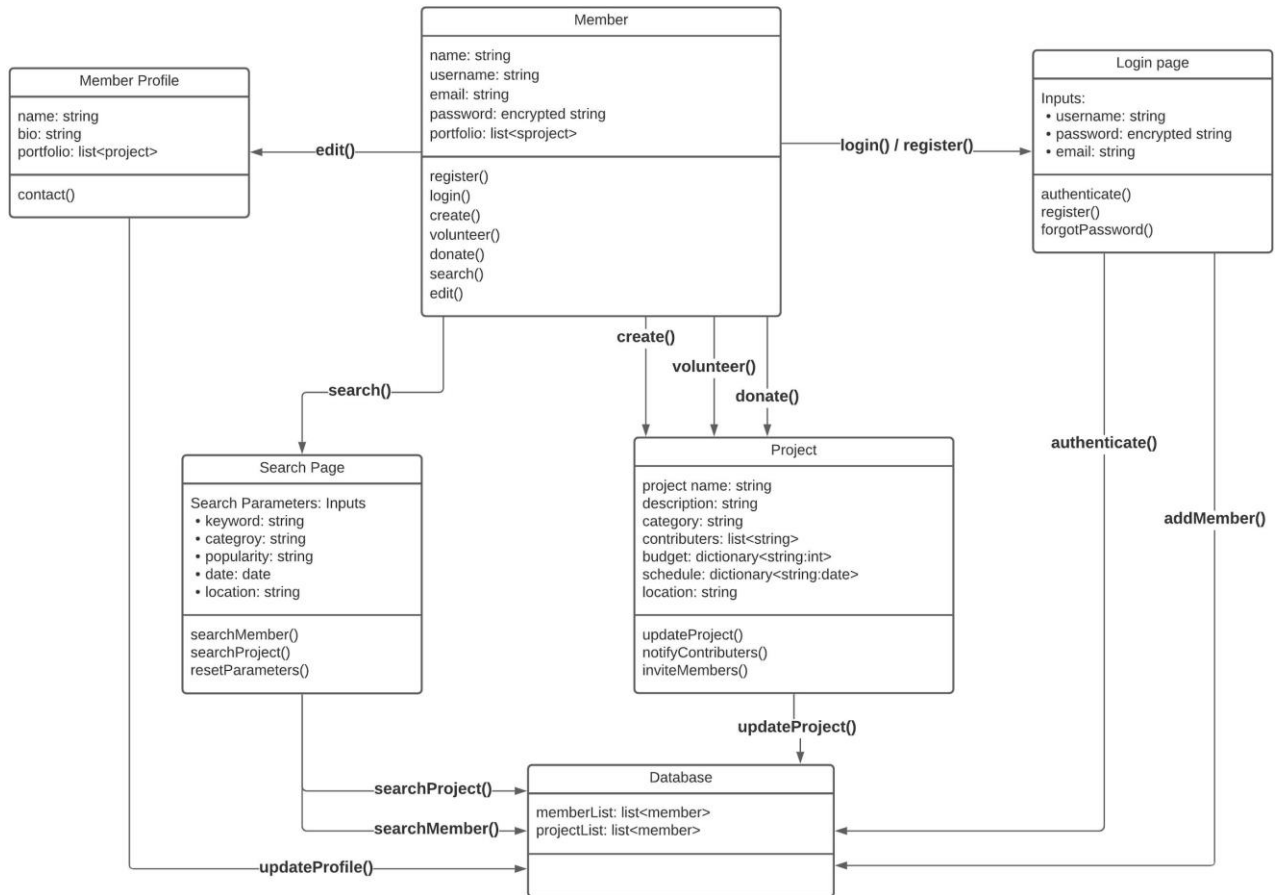 Member
name: string
username: string
email: string
password: encrypted string
portfolio: list<sproject>
register()
login()
create()
volunteer()
donate()
search()
edit()
Member Profile
name: string
bio: string
portfolio: list<project>
contact()
edit()
login() / register()
Login page
Inputs:
• username: string
• password: encrypted string
• email: string
authenticate()
register()
forgotPassword()
search()
create()
volunteer()
donate()
authenticate()
addMember()
Search Page
Search Parameters: Inputs
• keyword: string
• categroy: string
• popularity: string
• date: date
• location: string
searchMember()
searchProject()
resetParameters()
Project
project name: string
description: string
category: string
contributers: list<string>
budget: dictionary<string:int>
schedule: dictionary<string:date>
location: string
updateProject()
notifyContributers()
inviteMembers()
updateProject()
searchProject()
searchMember()
updateProfile()
Database
memberList: list<member>
projectList: list<member>